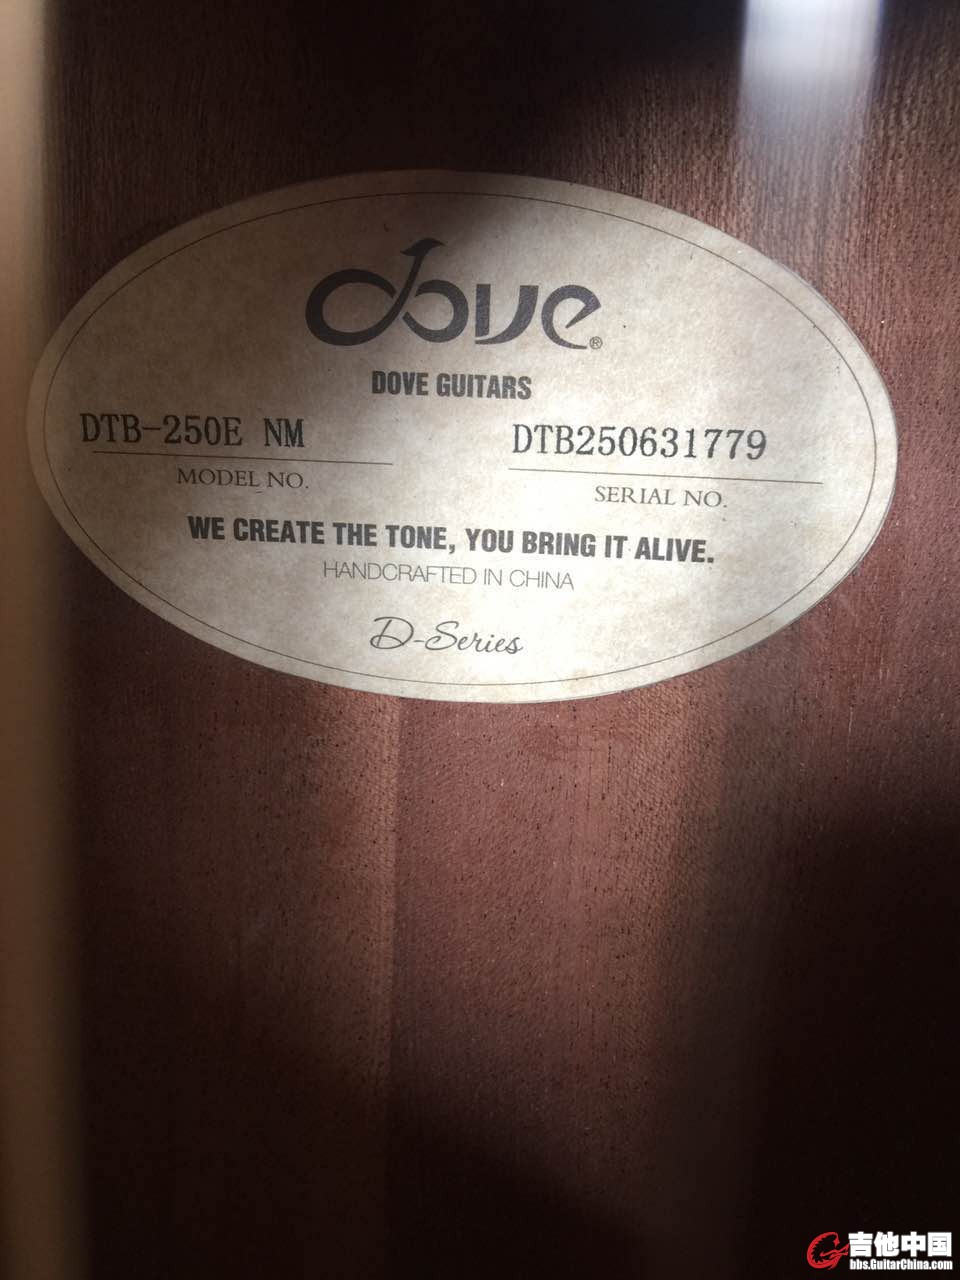 dove®
DOVE GUITARS
DTB-250E NM
MODEL NO.
DTB250631779
SERIAL NO.
WE CREATE THE TONE, YOU BRING IT ALIVE.
HANDCRAFTED IN CHINA
D-Series
吉他中国
bbs.GuitarChina.com